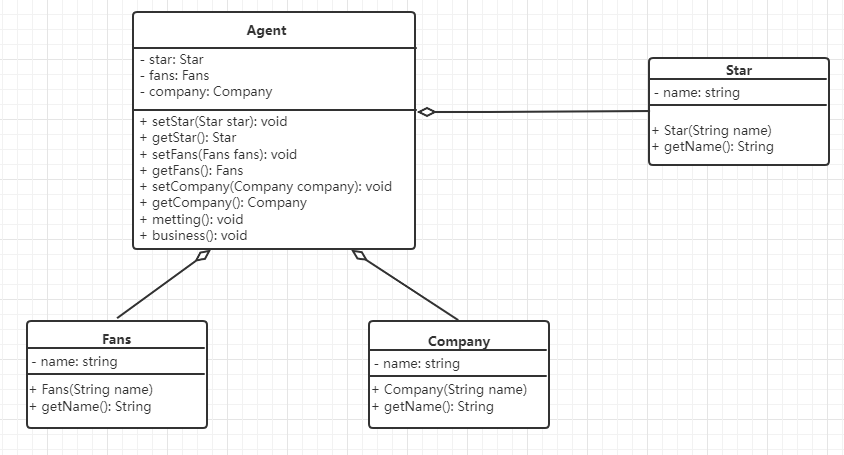 Agent
- star: Star
- fans: Fans
- company: Company
+ setStar(Star star): void
+ getStar(): Star
+ setFans(Fans fans): void
+ getFans(): Fans
+ setCompany(Company company): void
+ getCompany(): Company
+ metting(): void
+ business(): void
Star
- name: string
+ Star(String name)
+ getName(): String
Fans
- name: string
+ Fans(String name)
+ getName(): String
Company
- name: string
+ Company(String name)
+ getName(): String